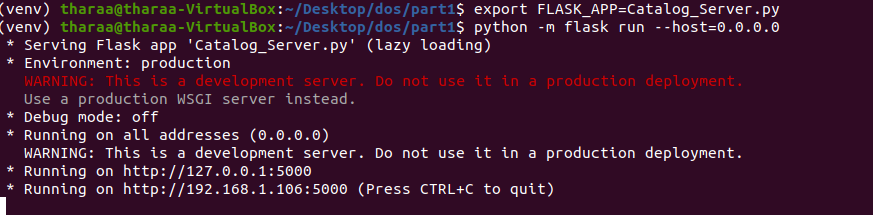 (venv) tharaa@tharaa-VirtualBox:~/Desktop/dos/part1$ export FLASK_APP=Catalog_Server.py
(venv) tharaa@tharaa-VirtualBox:~/Desktop/dos/part1$ python -m flask run --host=0.0.0.0
* Serving Flask app 'Catalog_Server.py' (lazy loading)
* Environment: production
WARNING: This is a development server. Do not use it in a production deployment.
Use a production WSGI server instead.
* Debug mode: off
* Running on all addresses (0.0.0.0)
WARNING: This is a development server. Do not use it in a production deployment.
* Running on http://127.0.0.1:5000
* Running on http://192.168.1.106:5000 (Press CTRL+C to quit)